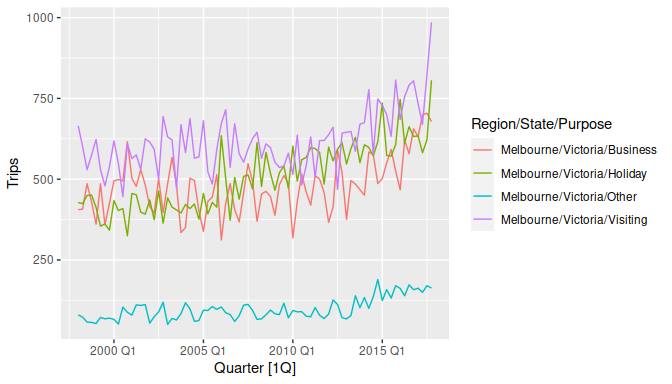 1000
750
500
250
Trips
2000 Q1
2005 Q1
2010 Q1
2015 Q1
Quarter [1Q]
Region/State/Purpose
Melbourne/Victoria/Business
Melbourne/Victoria/Holiday
Melbourne/Victoria/Other
Melbourne/Victoria/Visiting